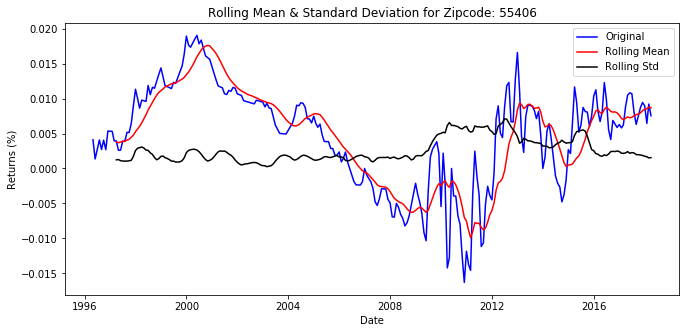 Rolling Mean & Standard Deviation for Zipcode: 55406
Original
Rolling Mean
Rolling Std
Returns (%)
0.020
0.015
0.010
0.005
0.000
−0.005
−0.010
−0.015
1996
2000
2004
2008
2012
2016
Date